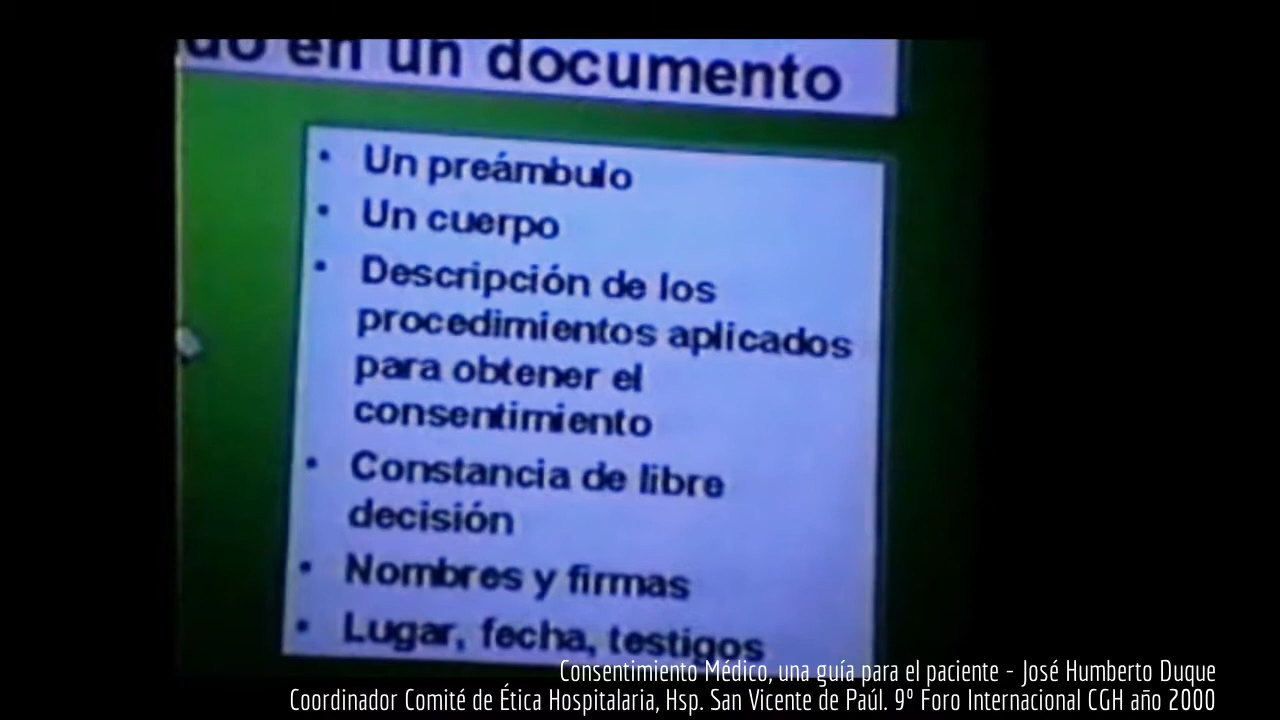 en un documento
• Un preámbulo
• Un cuerpo
• Descripción de los
procedimientos aplicados
para obtener el
consentimiento
• Constancia de libre
decisión
• Nombres y firmas
• Lugar, fecha, testigos
Consentimiento Médico, una guía para el paciente - José Humberto Duque
Coordinador Comité de Ética Hospitalaria, Hsp. San Vicente de Paúl. 9º Foro Internacional CGH año 2000